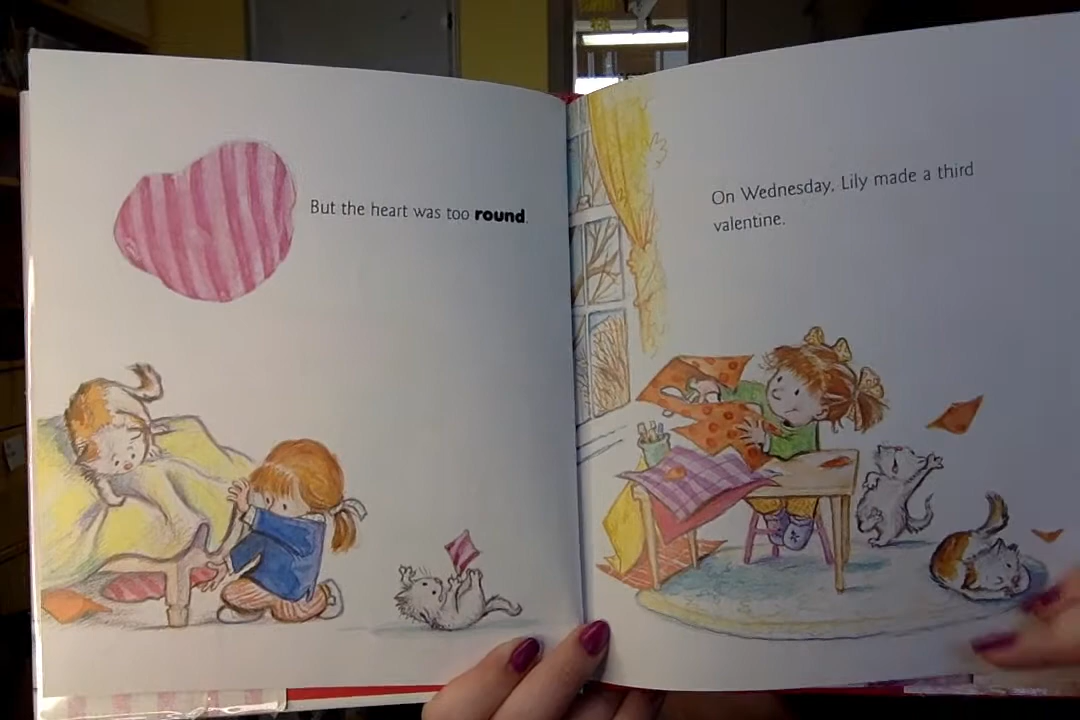 But the heart was too round.
On Wednesday, Lily made a third
valentine.